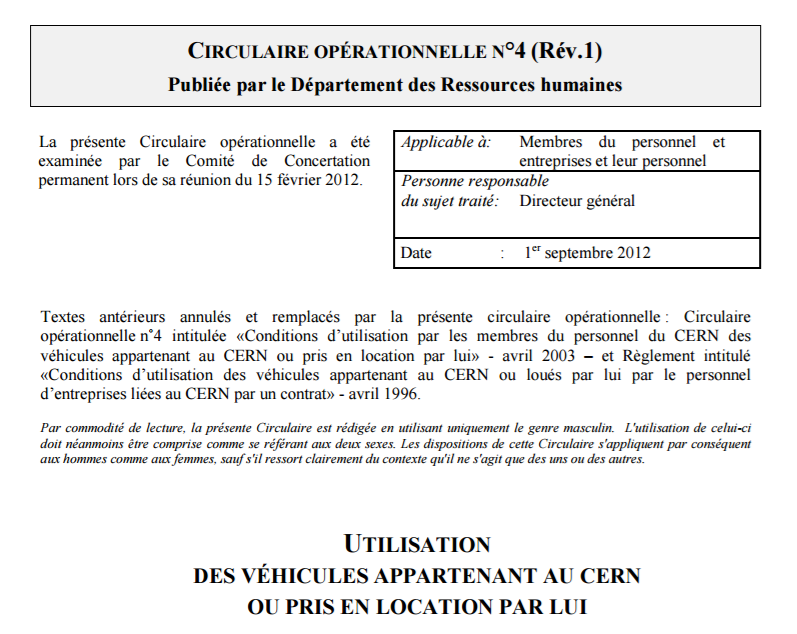 CIRCULAIRE OPÉRATIONNELLE N°4 (Rév.1)
Publiée par le Département des Ressources humaines
La présente Circulaire opérationnelle a été
examinée par le Comité de Concertation
permanent lors de sa réunion du 15 février 2012.
Applicable à: Membres du personnel et
entreprises et leur personnel
Personne responsable
du sujet traité: Directeur général
Date : 1er septembre 2012
Textes antérieurs annulés et remplacés par la présente circulaire opérationnelle : Circulaire
opérationnelle n°4 intitulée «Conditions d’utilisation par les membres du personnel du CERN des
véhicules appartenant au CERN ou pris en location par lui» - avril 2003 – et Règlement intitulé
«Conditions d’utilisation des véhicules appartenant au CERN ou loués par lui par le personnel
d’entreprises liées au CERN par un contrat» - avril 1996.
Par commodité de lecture, la présente Circulaire est rédigée en utilisant uniquement le genre masculin. L'utilisation de celui-ci
doit néanmoins être comprise comme se référant aux deux sexes. Les dispositions de cette Circulaire s'appliquent par conséquent
aux hommes comme aux femmes, sauf s'il ressort clairement du contexte qu'il ne s'agit que des uns ou des autres.
UTILISATION
DES VÉHICULES APPARTENANT AU CERN
OU PRIS EN LOCATION PAR LUI